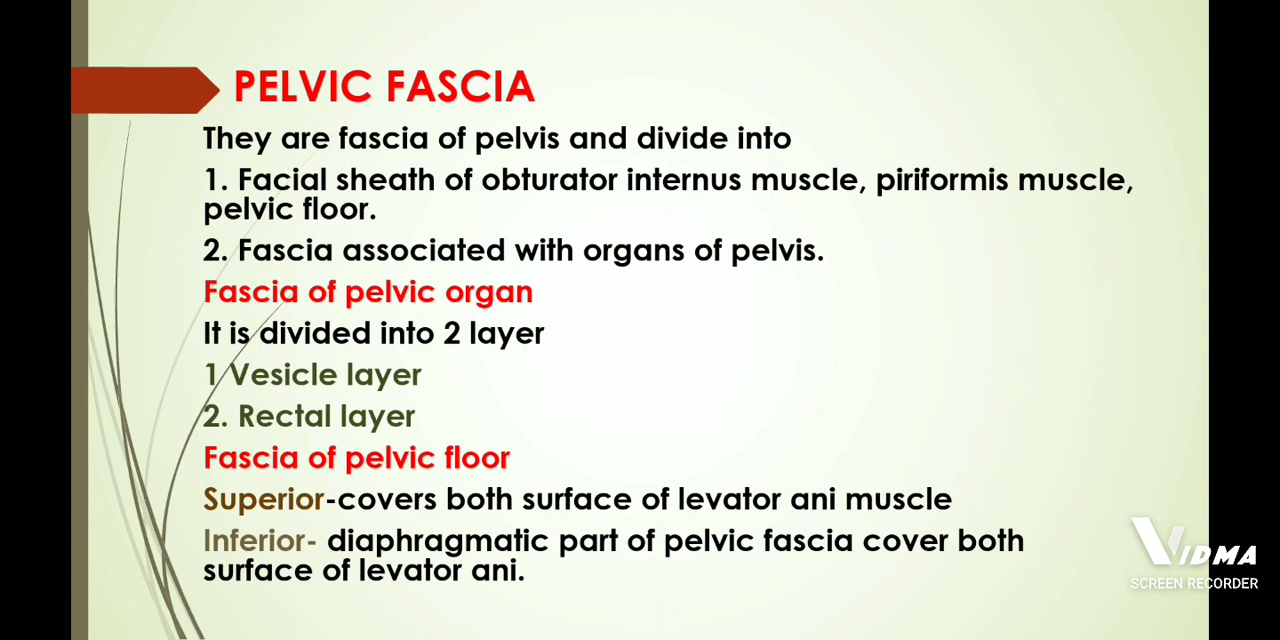 PELVIC FASCIA
They are fascia of pelvis and divide into
1. Facial sheath of obturator internus muscle, piriformis muscle,
pelvic floor.
2. Fascia associated with organs of pelvis.
Fascia of pelvic organ
It is divided into 2 layer
1 Vesicle layer
2. Rectal layer
Fascia of pelvic floor
Superior-covers both surface of levator ani muscle
Inferior- diaphragmatic part of pelvic fascia cover both
surface of levator ani.
VIDMA
SCREEN RECORDER